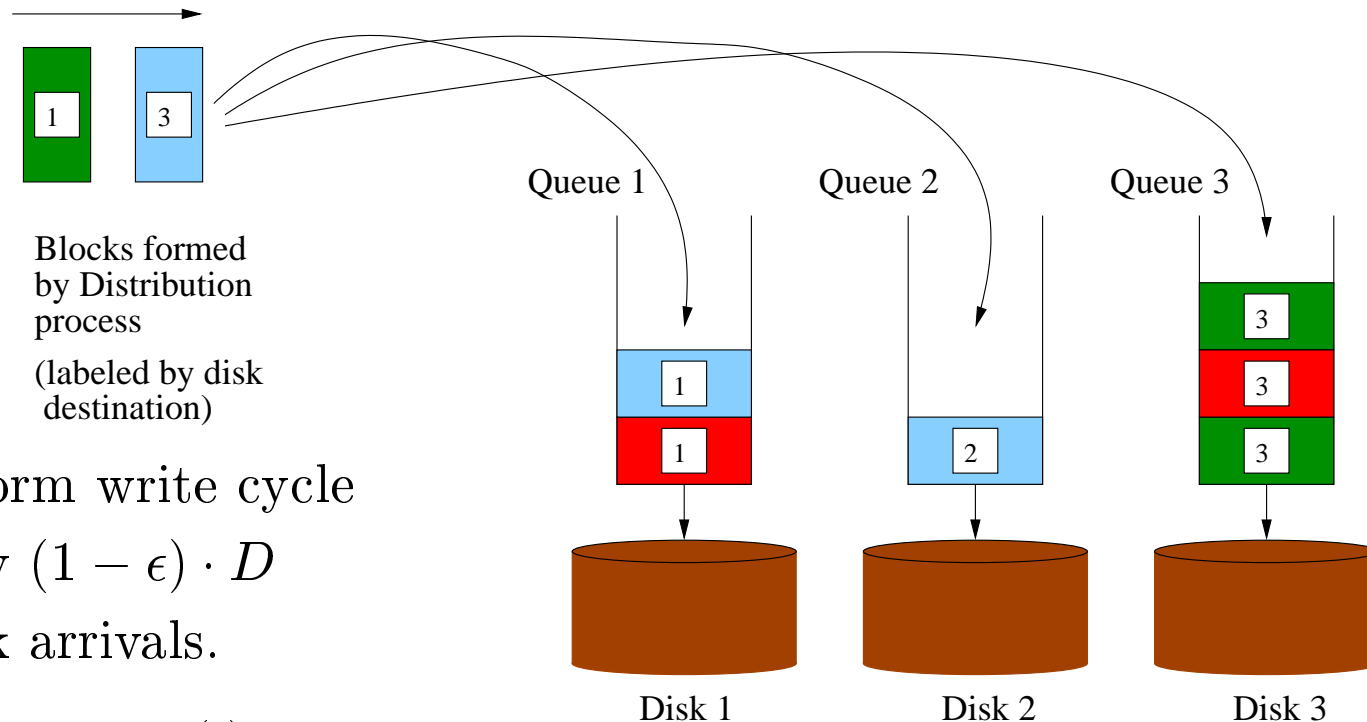 1
3
Queue 1
Queue 2
Queue 3
Blocks formed
by Distribution
process
(labeled by disk
destination)
3
1
3
1
2
3
write cycle
(1 − ϵ) · D
arrivals.
Disk 1
Disk 2
Disk 3